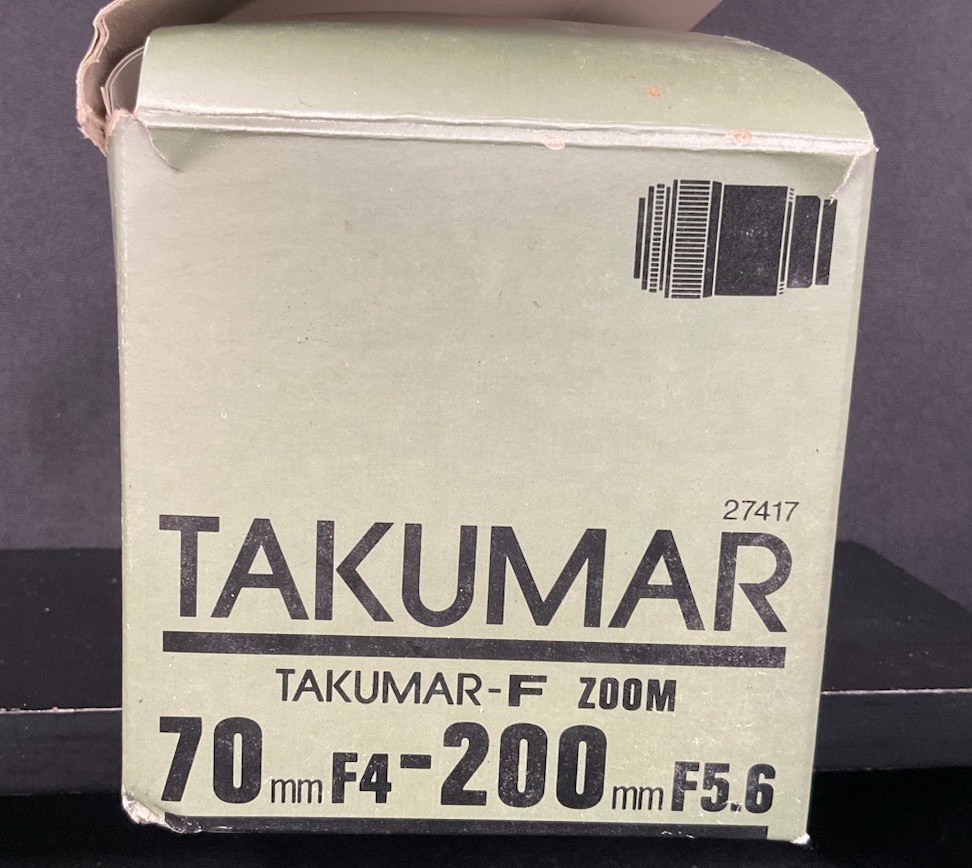 27417
TAKUMAR
TAKUMAR-F ZOOM
70mm F4-200mm F5.6